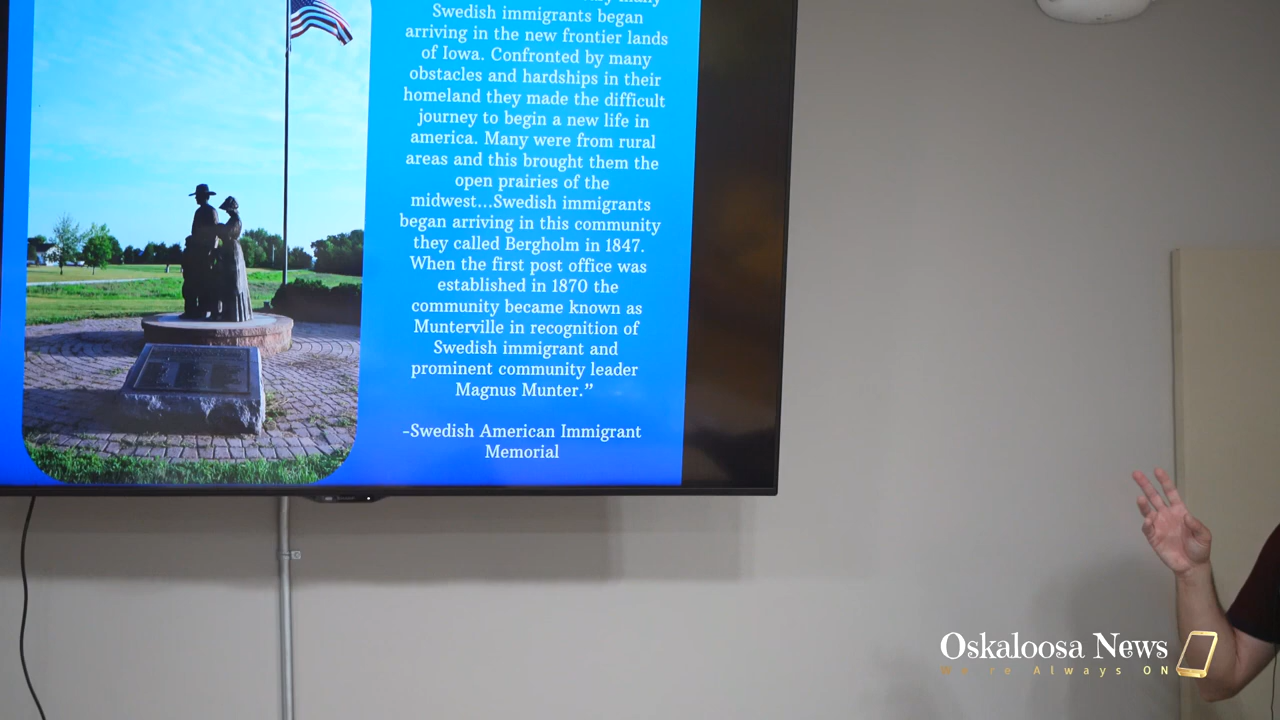 Swedish immigrants began
arriving in the new frontier lands
of Iowa. Confronted by many
obstacles and hardships in their
homeland they made the difficult
journey to begin a new life in
america. Many were from rural
areas and this brought them the
open prairies of the
midwest...Swedish immigrants
began arriving in this community
they called Bergholm in 1847.
When the first post office was
established in 1870 the
community became known as
Munterville in recognition of
Swedish immigrant and
prominent community leader
Magnus Munter.”
-Swedish American Immigrant
Memorial
Oskaloosa News
We're Always ON